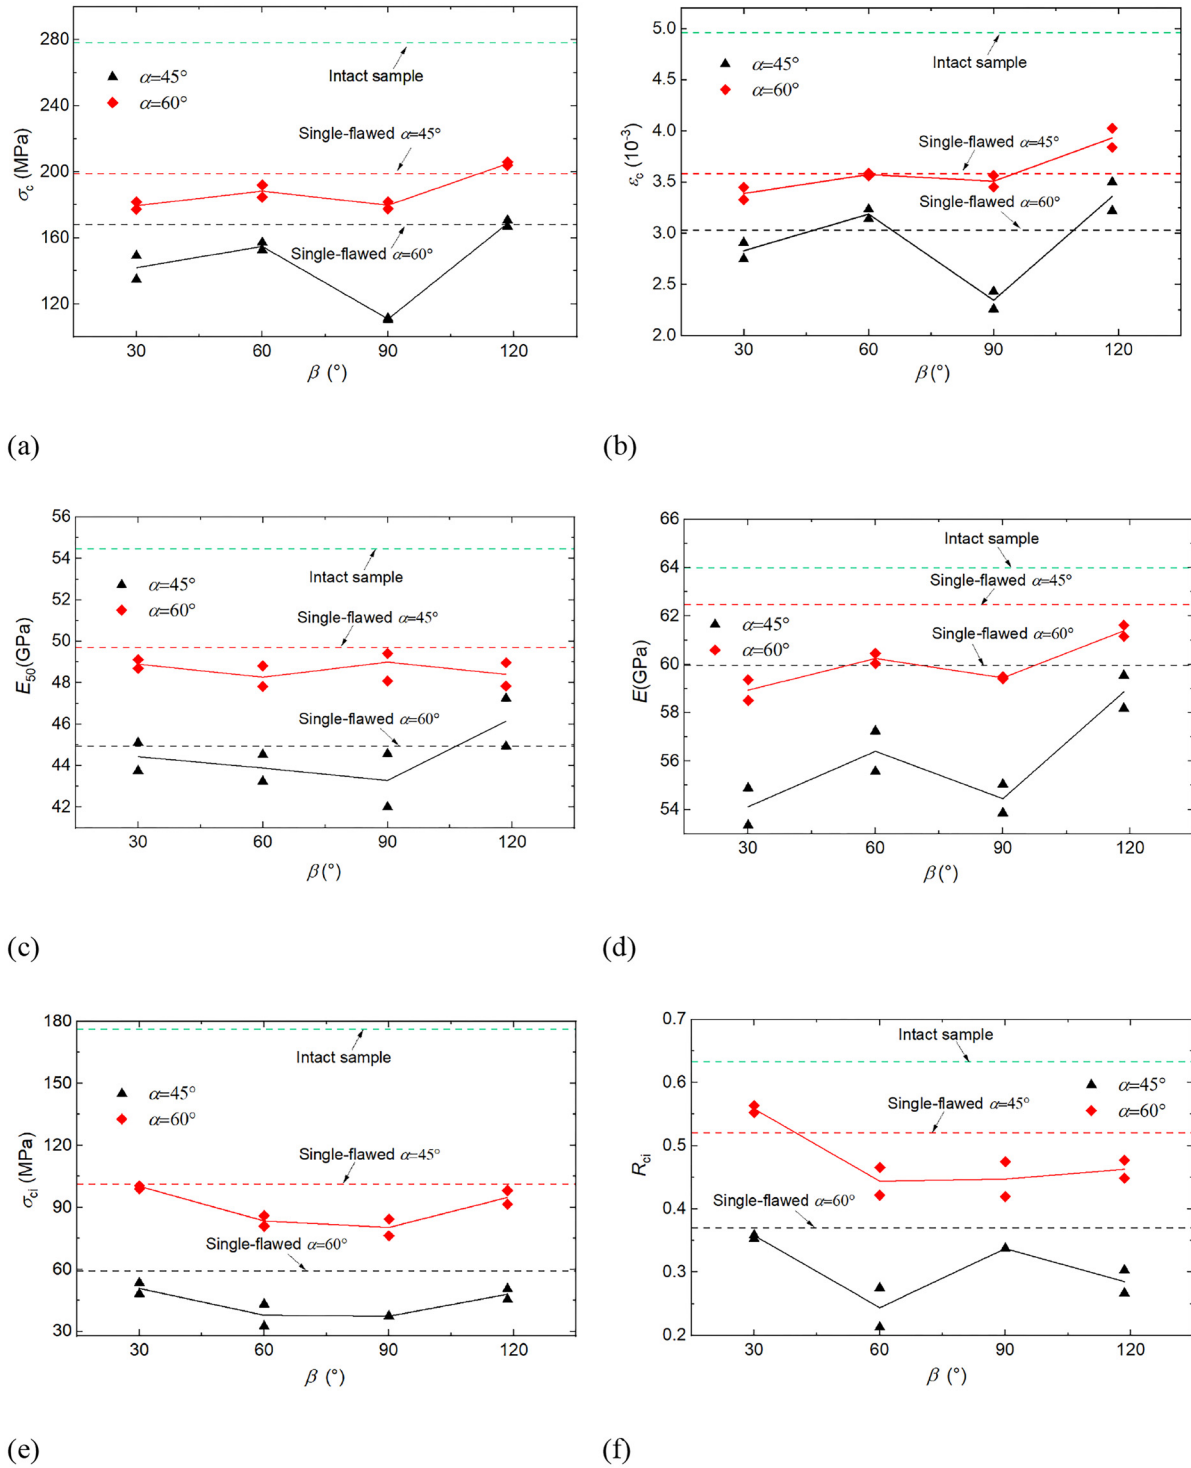 280
240
200
160
120
σc (MPa)
Intact sample
α=45°
α=60°
Single-flawed α=45°
Single-flawed α=60°
30 60 90 120
β (°)
(a)
5.0
4.5
4.0
3.5
3.0
2.5
2.0
εc (10-3)
Intact sample
α=45°
α=60°
Single-flawed α=45°
Single-flawed α=60°
30 60 90 120
β (°)
(b)
56
54
52
50
48
46
44
42
E50(GPa)
Intact sample
α=45°
α=60°
Single-flawed α=45°
Single-flawed α=60°
30 60 90 120
β (°)
(c)
66
64
62
60
58
56
54
E(GPa)
Intact sample
Single-flawed α=45°
α=45°
α=60°
Single-flawed α=60°
30 60 90 120
β (°)
(d)
180
150
120
90
60
30
σci (MPa)
Intact sample
α=45°
α=60°
Single-flawed α=45°
Single-flawed α=60°
30 60 90 120
β (°)
(e)
0.7
0.6
0.5
0.4
0.3
0.2
Rci
Intact sample
α=45°
α=60°
Single-flawed α=45°
Single-flawed α=60°
30 60 90 120
β (°)
(f)